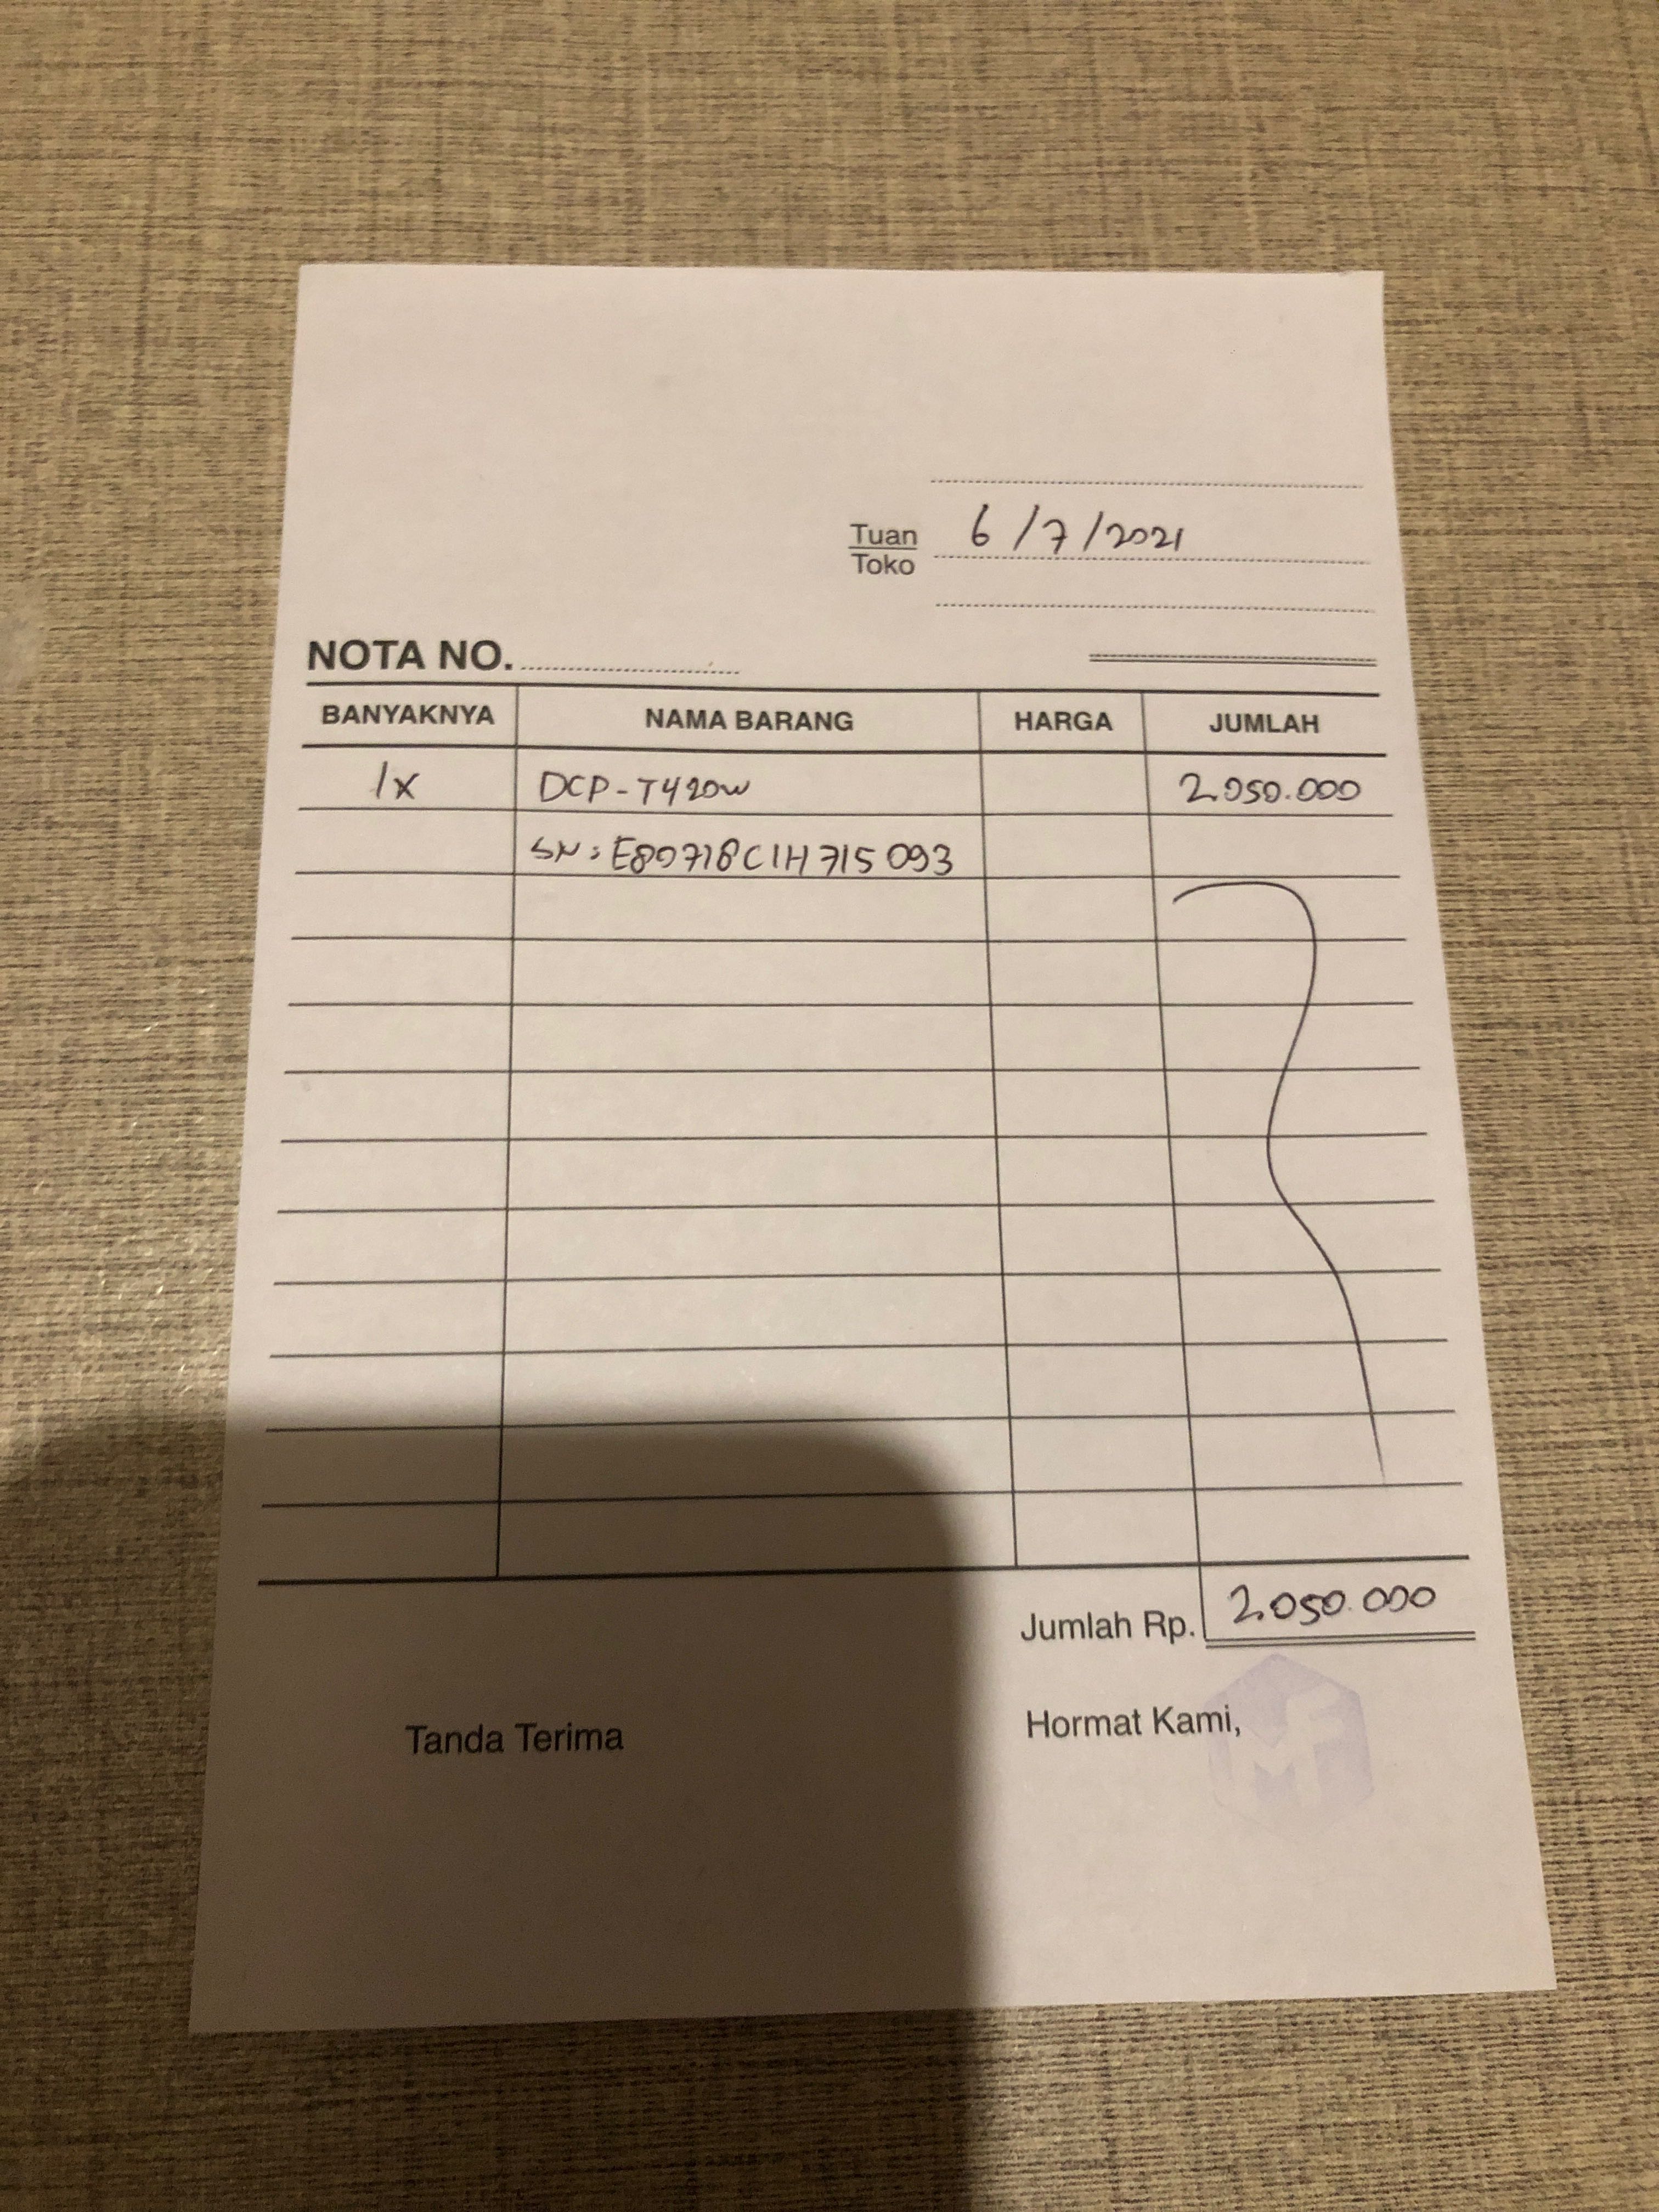 6/7/2021
Tuan
Toko
NOTA NO.
BANYAKNYA NAMA BARANG HARGA JUMLAH
1x DCP-T420W 2.050.000
SN: E80718C1H715093
Jumlah Rp. 2.050.000
Tanda Terima Hormat Kami,
MF